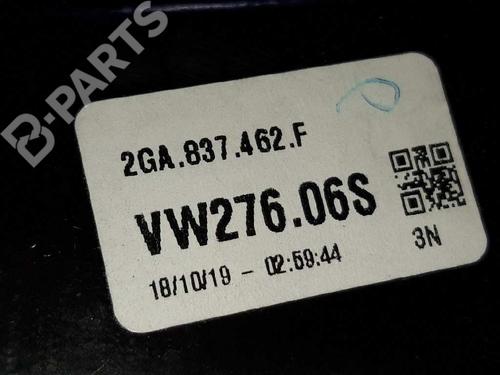 B-PARTS
2GA.837.462.F
VW276.06S
18/10/19 - 02:59:44
3N